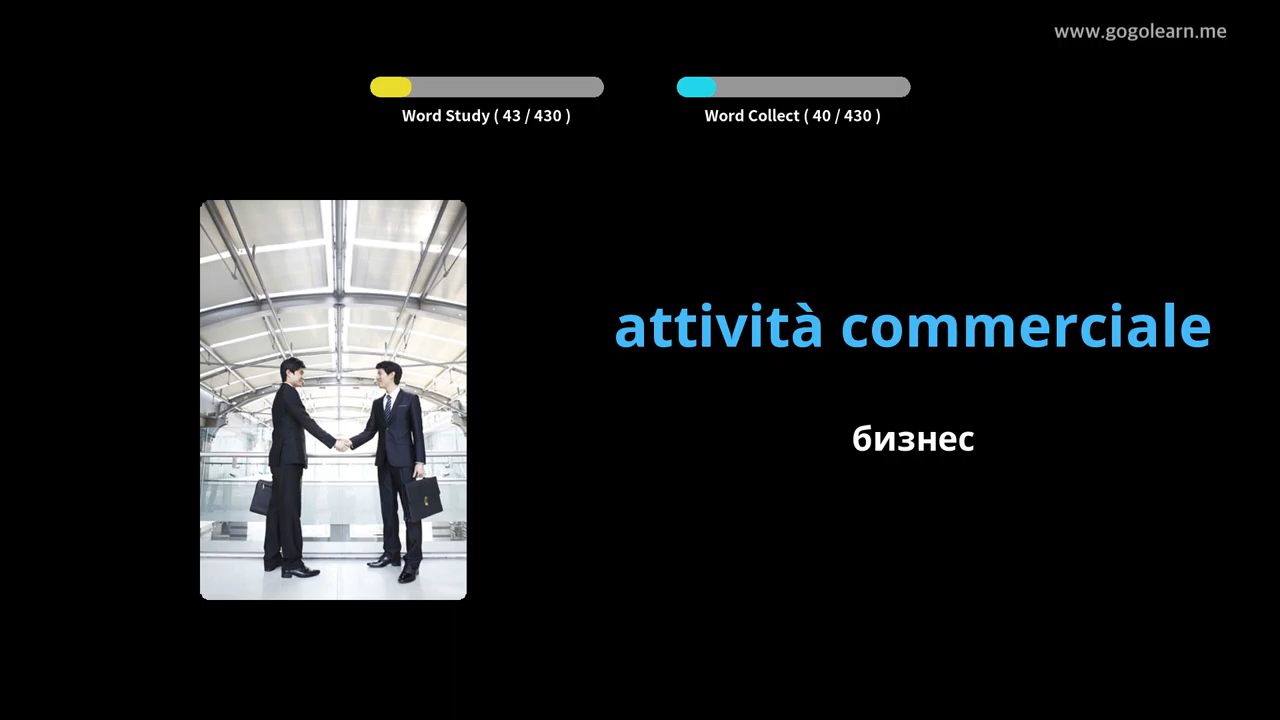 www.gogolearn.me
Word Study ( 43 / 430 )
Word Collect ( 40 / 430 )
attività commerciale
бизнес